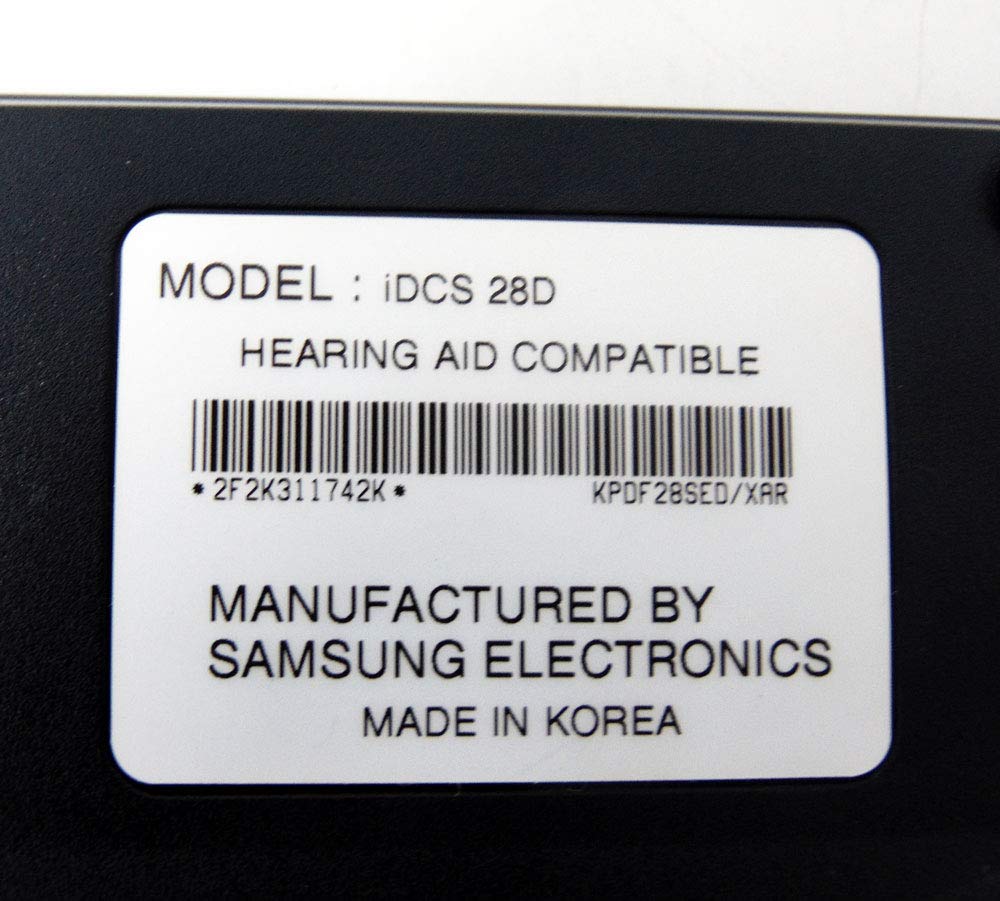 MODEL : iDCS 28D
HEARING AID COMPATIBLE
*2F2K311742K* KPDF28SED/XAR
MANUFACTURED BY
SAMSUNG ELECTRONICS
MADE IN KOREA